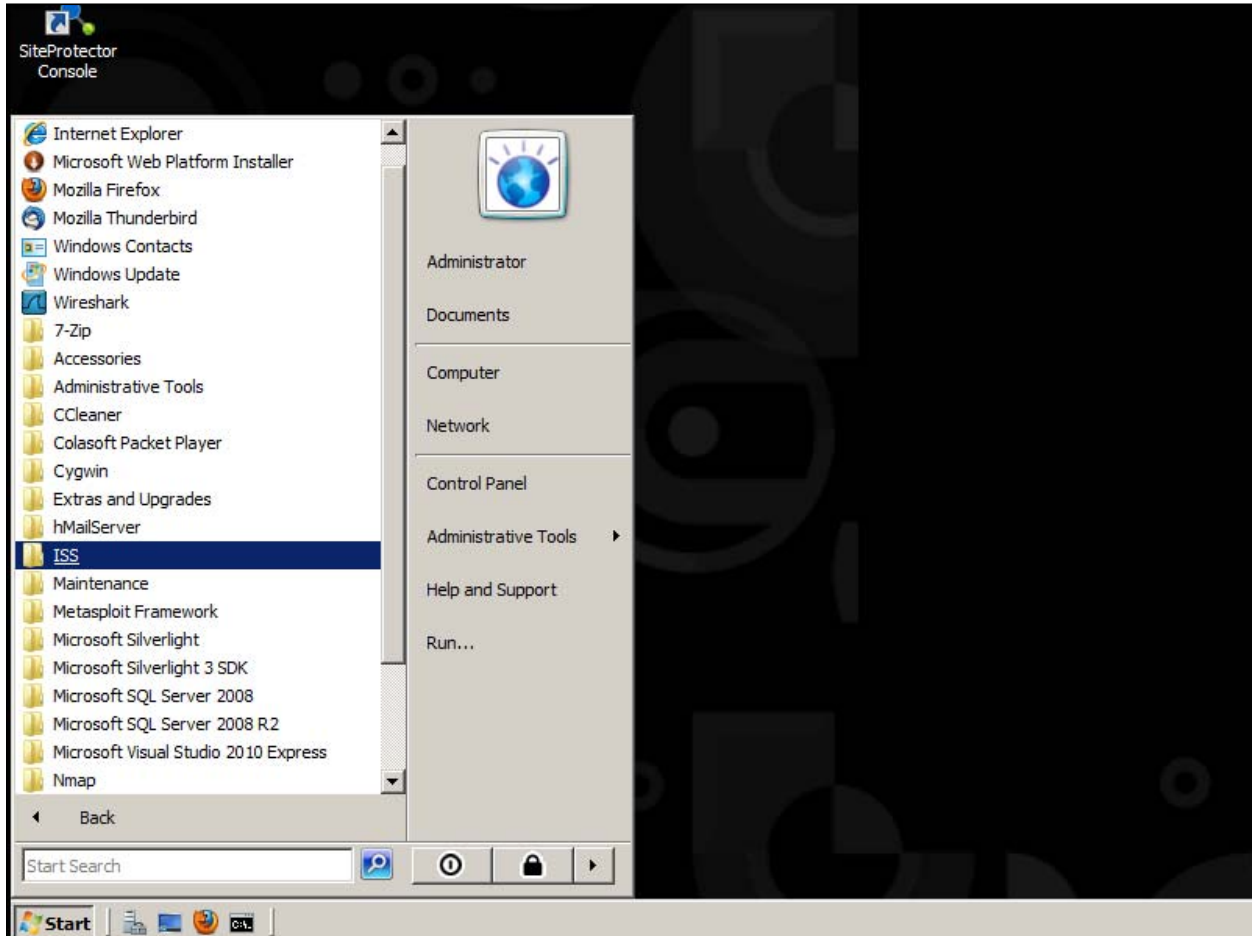 SiteProtector
Console
Internet Explorer
Microsoft Web Platform Installer
Mozilla Firefox
Mozilla Thunderbird
Windows Contacts
Windows Update
Wireshark
7-Zip
Accessories
Administrative Tools
CCleaner
Colasoft Packet Player
Cygwin
Extras and Upgrades
hMailServer
ISS
Maintenance
Metasploit Framework
Microsoft Silverlight
Microsoft Silverlight 3 SDK
Microsoft SQL Server 2008
Microsoft SQL Server 2008 R2
Microsoft Visual Studio 2010 Express
Nmap
Back
Start Search
Administrator
Documents
Computer
Network
Control Panel
Administrative Tools
Help and Support
Run...
Start